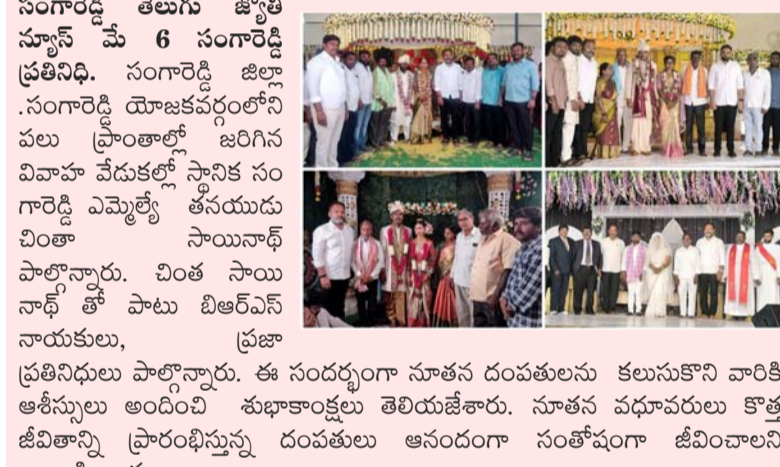 సంగారెడ్డి తెలుగు జ్యోతి
న్యూస్ మే 6 సంగారెడ్డి
ప్రతినిధి. సంగారెడ్డి జిల్లా
.సంగారెడ్డి యోజకవర్గంలోని
పలు ప్రాంతాల్లో జరిగిన
వివాహ వేడుకల్లో స్థానిక సం
గారెడ్డి ఎమ్మెల్యే తనయుడు
చింతా సాయినాథ్
పాల్గొన్నారు. చింత సాయి
నాథ్ తో పాటు బిఆర్ఎస్
నాయకులు, ప్రజా
ప్రతినిధులు పాల్గొన్నారు. ఈ సందర్భంగా నూతన దంపతులను కలుసుకొని వారికి
ఆశీస్సులు అందించి శుభాకాంక్షలు తెలియజేశారు. నూతన వధూవరులు కొత్త
జీవితాన్ని ప్రారంభిస్తున్న దంపతులు ఆనందంగా సంతోషంగా జీవించాలని